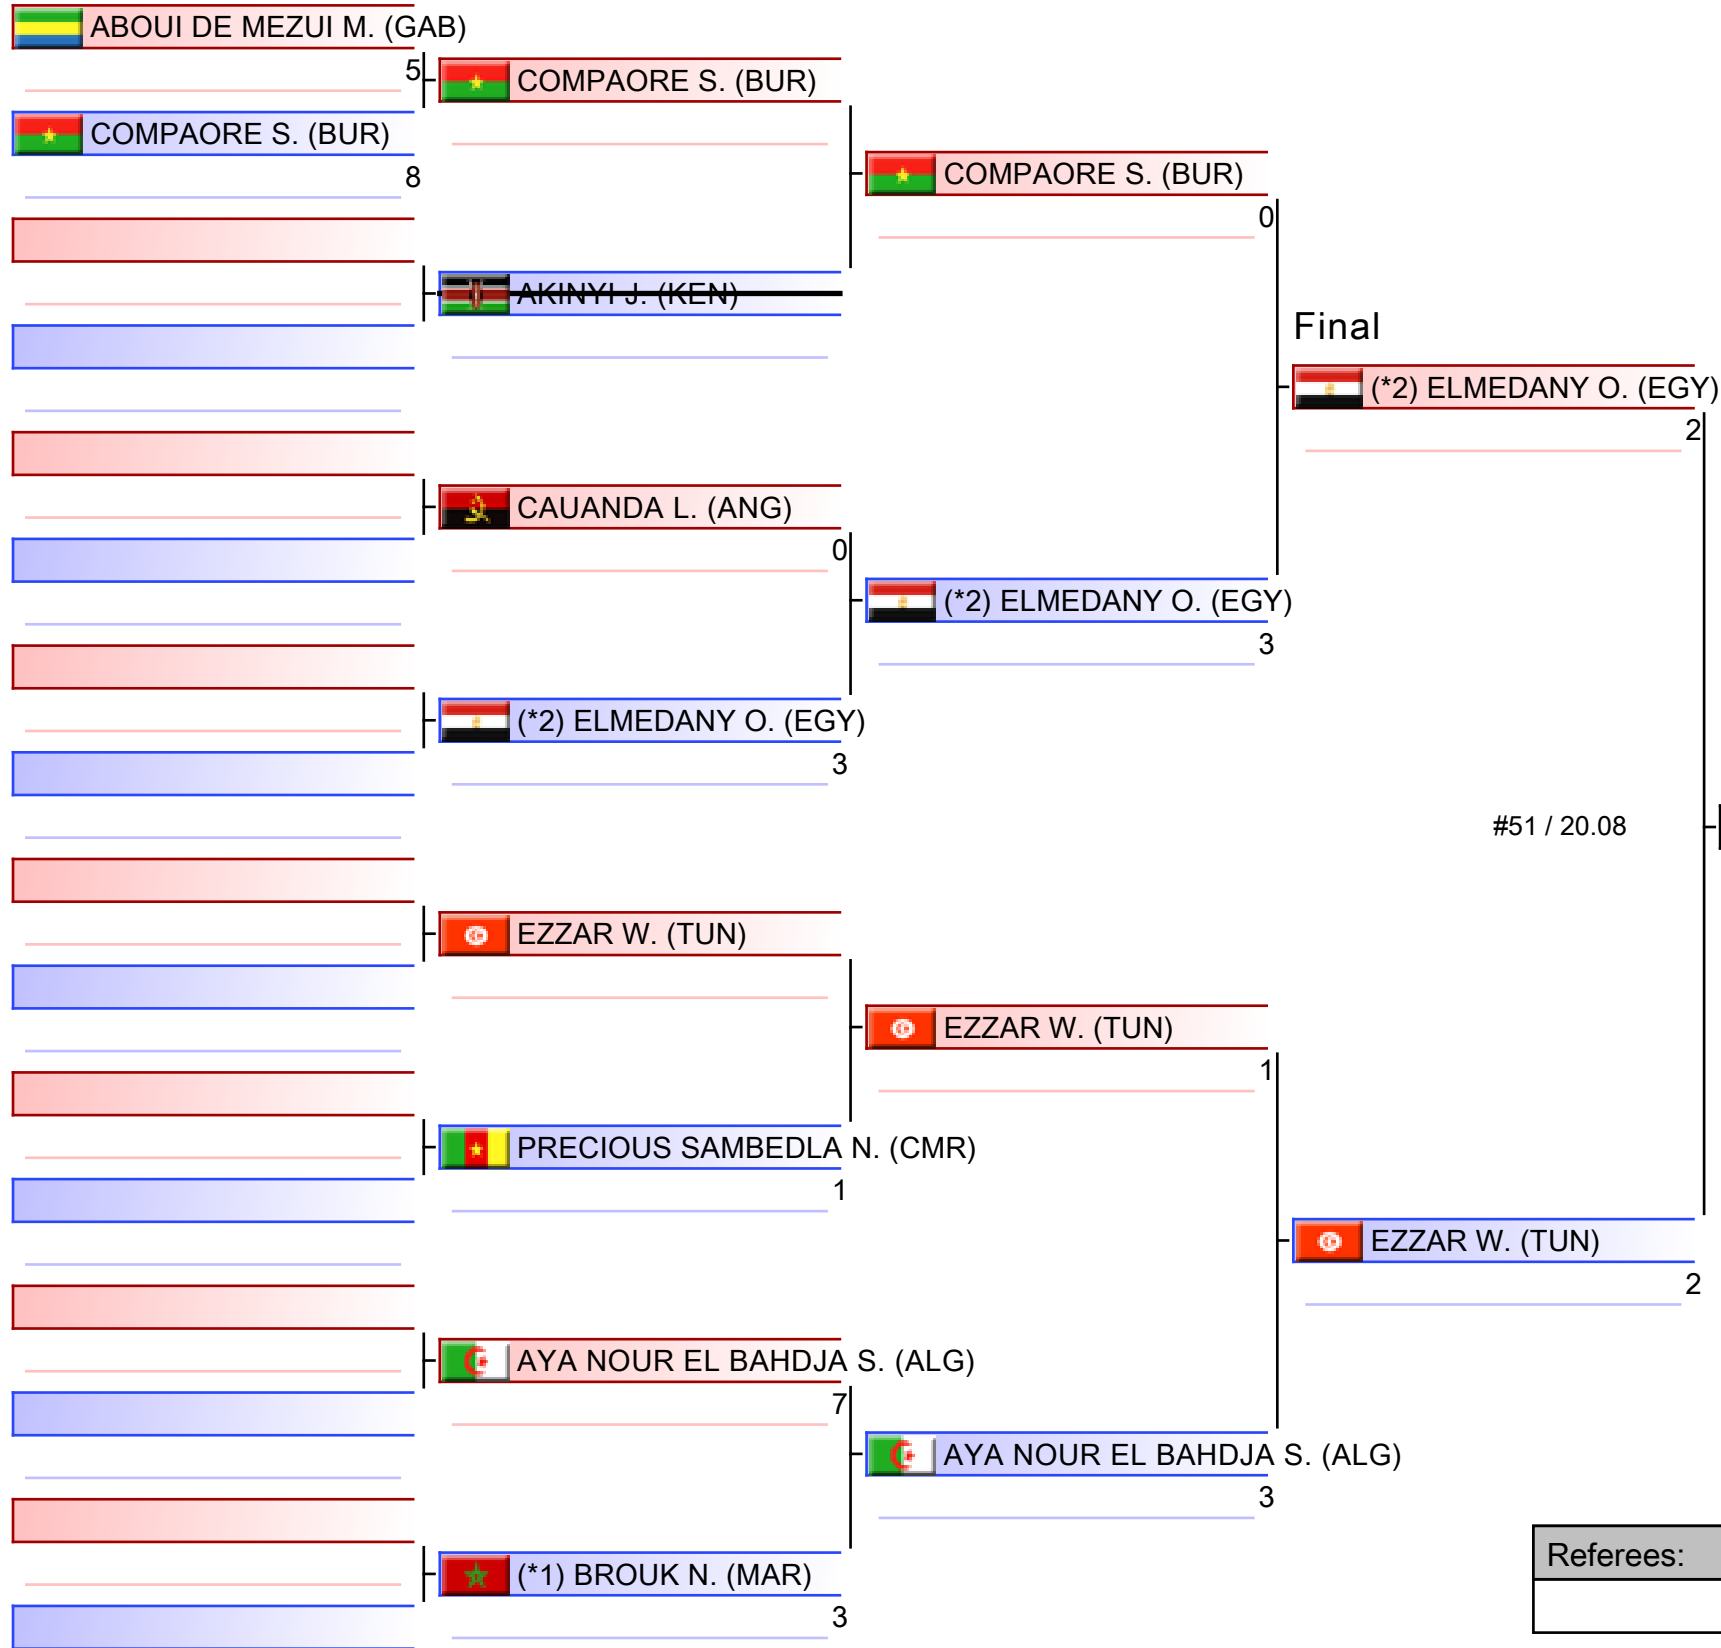 ABOUI DE MEZUI M. (GAB)
5
COMPAORE S. (BUR)
8
COMPAORE S. (BUR)
AKINYI J. (KEN)
CAUANDA L. (ANG)
0
(*2) ELMEDANY O. (EGY)
3
EZZAR W. (TUN)
PRECIOUS SAMBEDLA N. (CMR)
1
AYA NOUR EL BAHDJA S. (ALG)
7
(*1) BROUK N. (MAR)
3
COMPAORE S. (BUR)
0
(*2) ELMEDANY O. (EGY)
3
EZZAR W. (TUN)
1
AYA NOUR EL BAHDJA S. (ALG)
3
Final
(*2) ELMEDANY O. (EGY)
2
#51 / 20.08
EZZAR W. (TUN)
2
Referees: